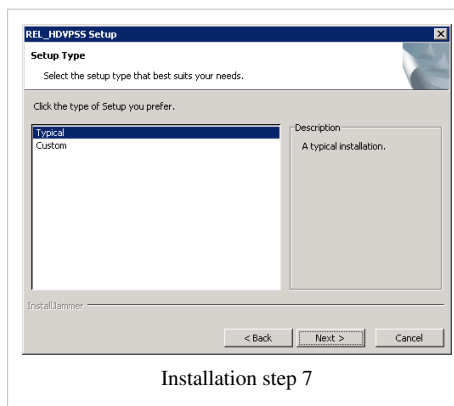 REL_HDVPSS Setup
Setup Type
Select the setup type that best suits your needs.
Click the type of Setup you prefer.
Typical
Custom
Description
A typical installation.
InstallJammer
< Back
Next >
Cancel
Installation step 7